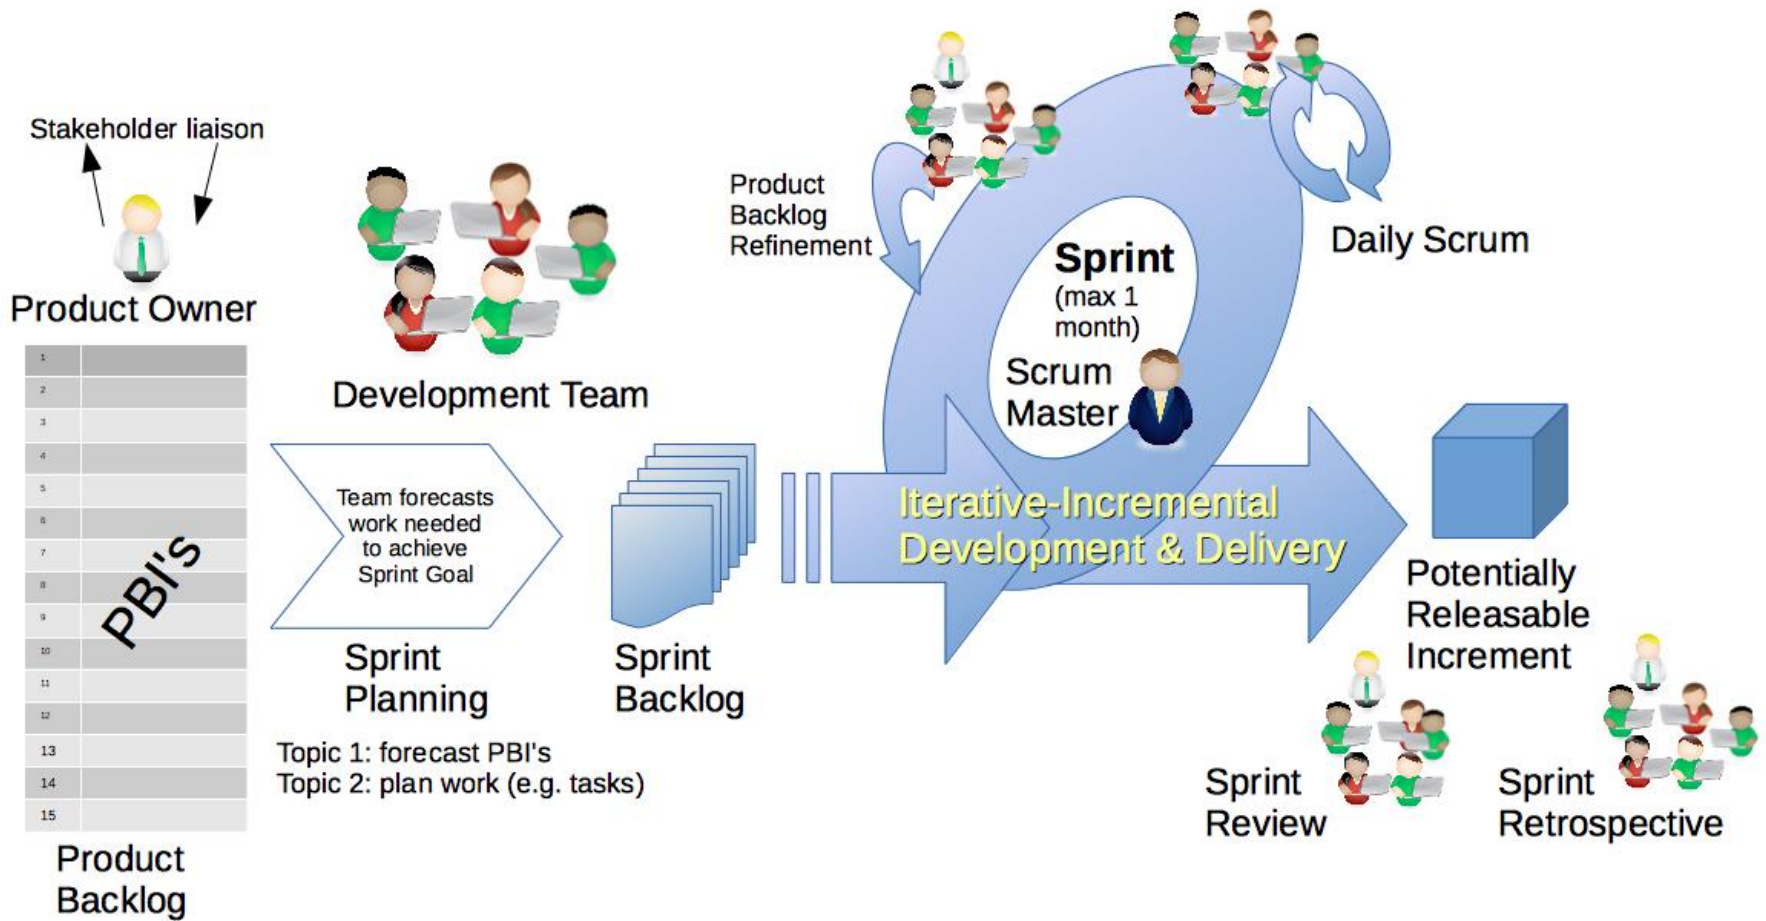 Stakeholder liaison
Product Owner
1
2
3
4
5
6
7
8
9
10
11
12
13
14
15
PBI's
Product
Backlog
Development Team
Team forecasts
work needed
to achieve
Sprint Goal
Sprint
Planning
Topic 1: forecast PBI's
Topic 2: plan work (e.g. tasks)
Sprint
Backlog
Product
Backlog
Refinement
Sprint
(max 1
month)
Scrum
Master
Daily Scrum
Iterative-Incremental
Development & Delivery
Potentially
Releasable
Increment
Sprint
Review
Sprint
Retrospective